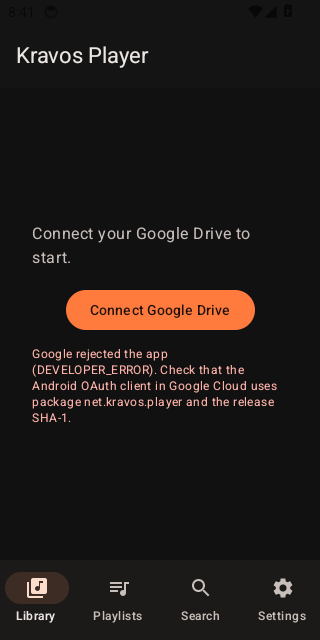 8:41
Kravos Player
Connect your Google Drive to
start.
Connect Google Drive
Google rejected the app
(DEVELOPER_ERROR). Check that the
Android OAuth client in Google Cloud uses
package net.kravos.player and the release
SHA-1.
Library
Playlists
Search
Settings